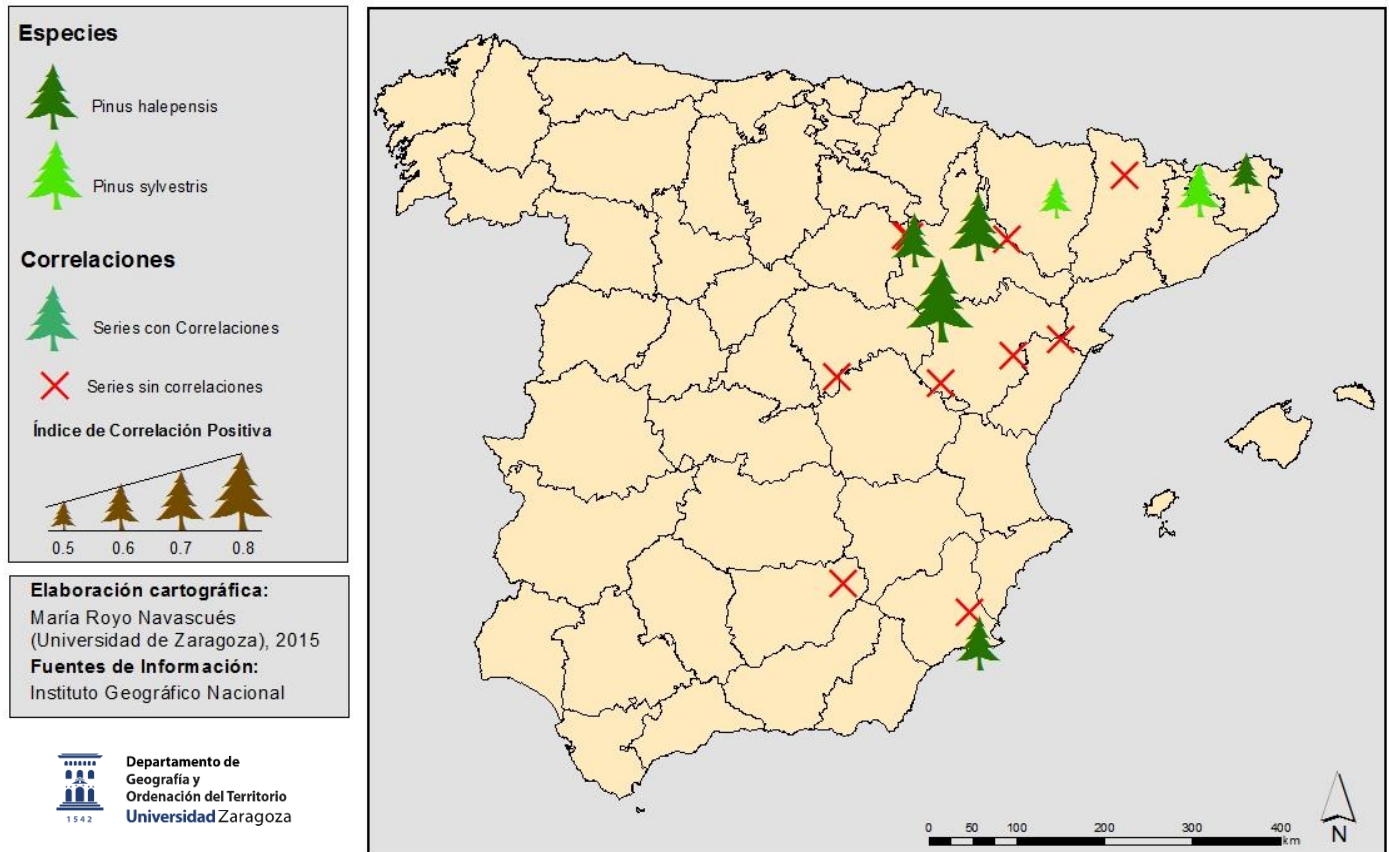 Especies
Pinus halepensis
Pinus sylvestris
Correlaciones
Series con Correlaciones
Series sin correlaciones
Índice de Correlación Positiva
0.5 0.6 0.7 0.8
Elaboración cartográfica:
María Royo Navascués
(Universidad de Zaragoza), 2015
Fuentes de Información:
Instituto Geográfico Nacional
1542
Departamento de
Geografía y
Ordenación del Territorio
Universidad Zaragoza
0 50 100 200 300 400
km
N